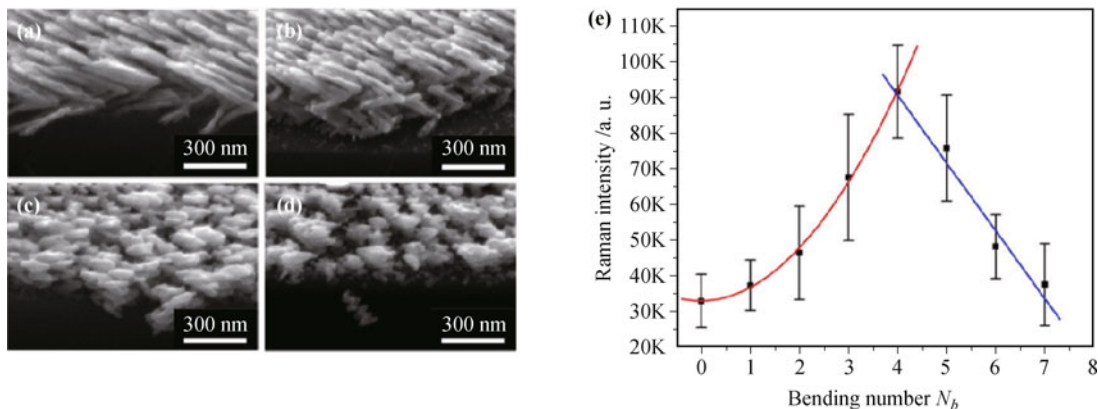 (a)
300 nm
(b)
300 nm
(c)
300 nm
(d)
300 nm
(e)
110K
100K
90K
80K
70K
60K
50K
40K
30K
20K
Raman intensity /a. u.
0 1 2 3 4 5 6 7 8
Bending number N_b